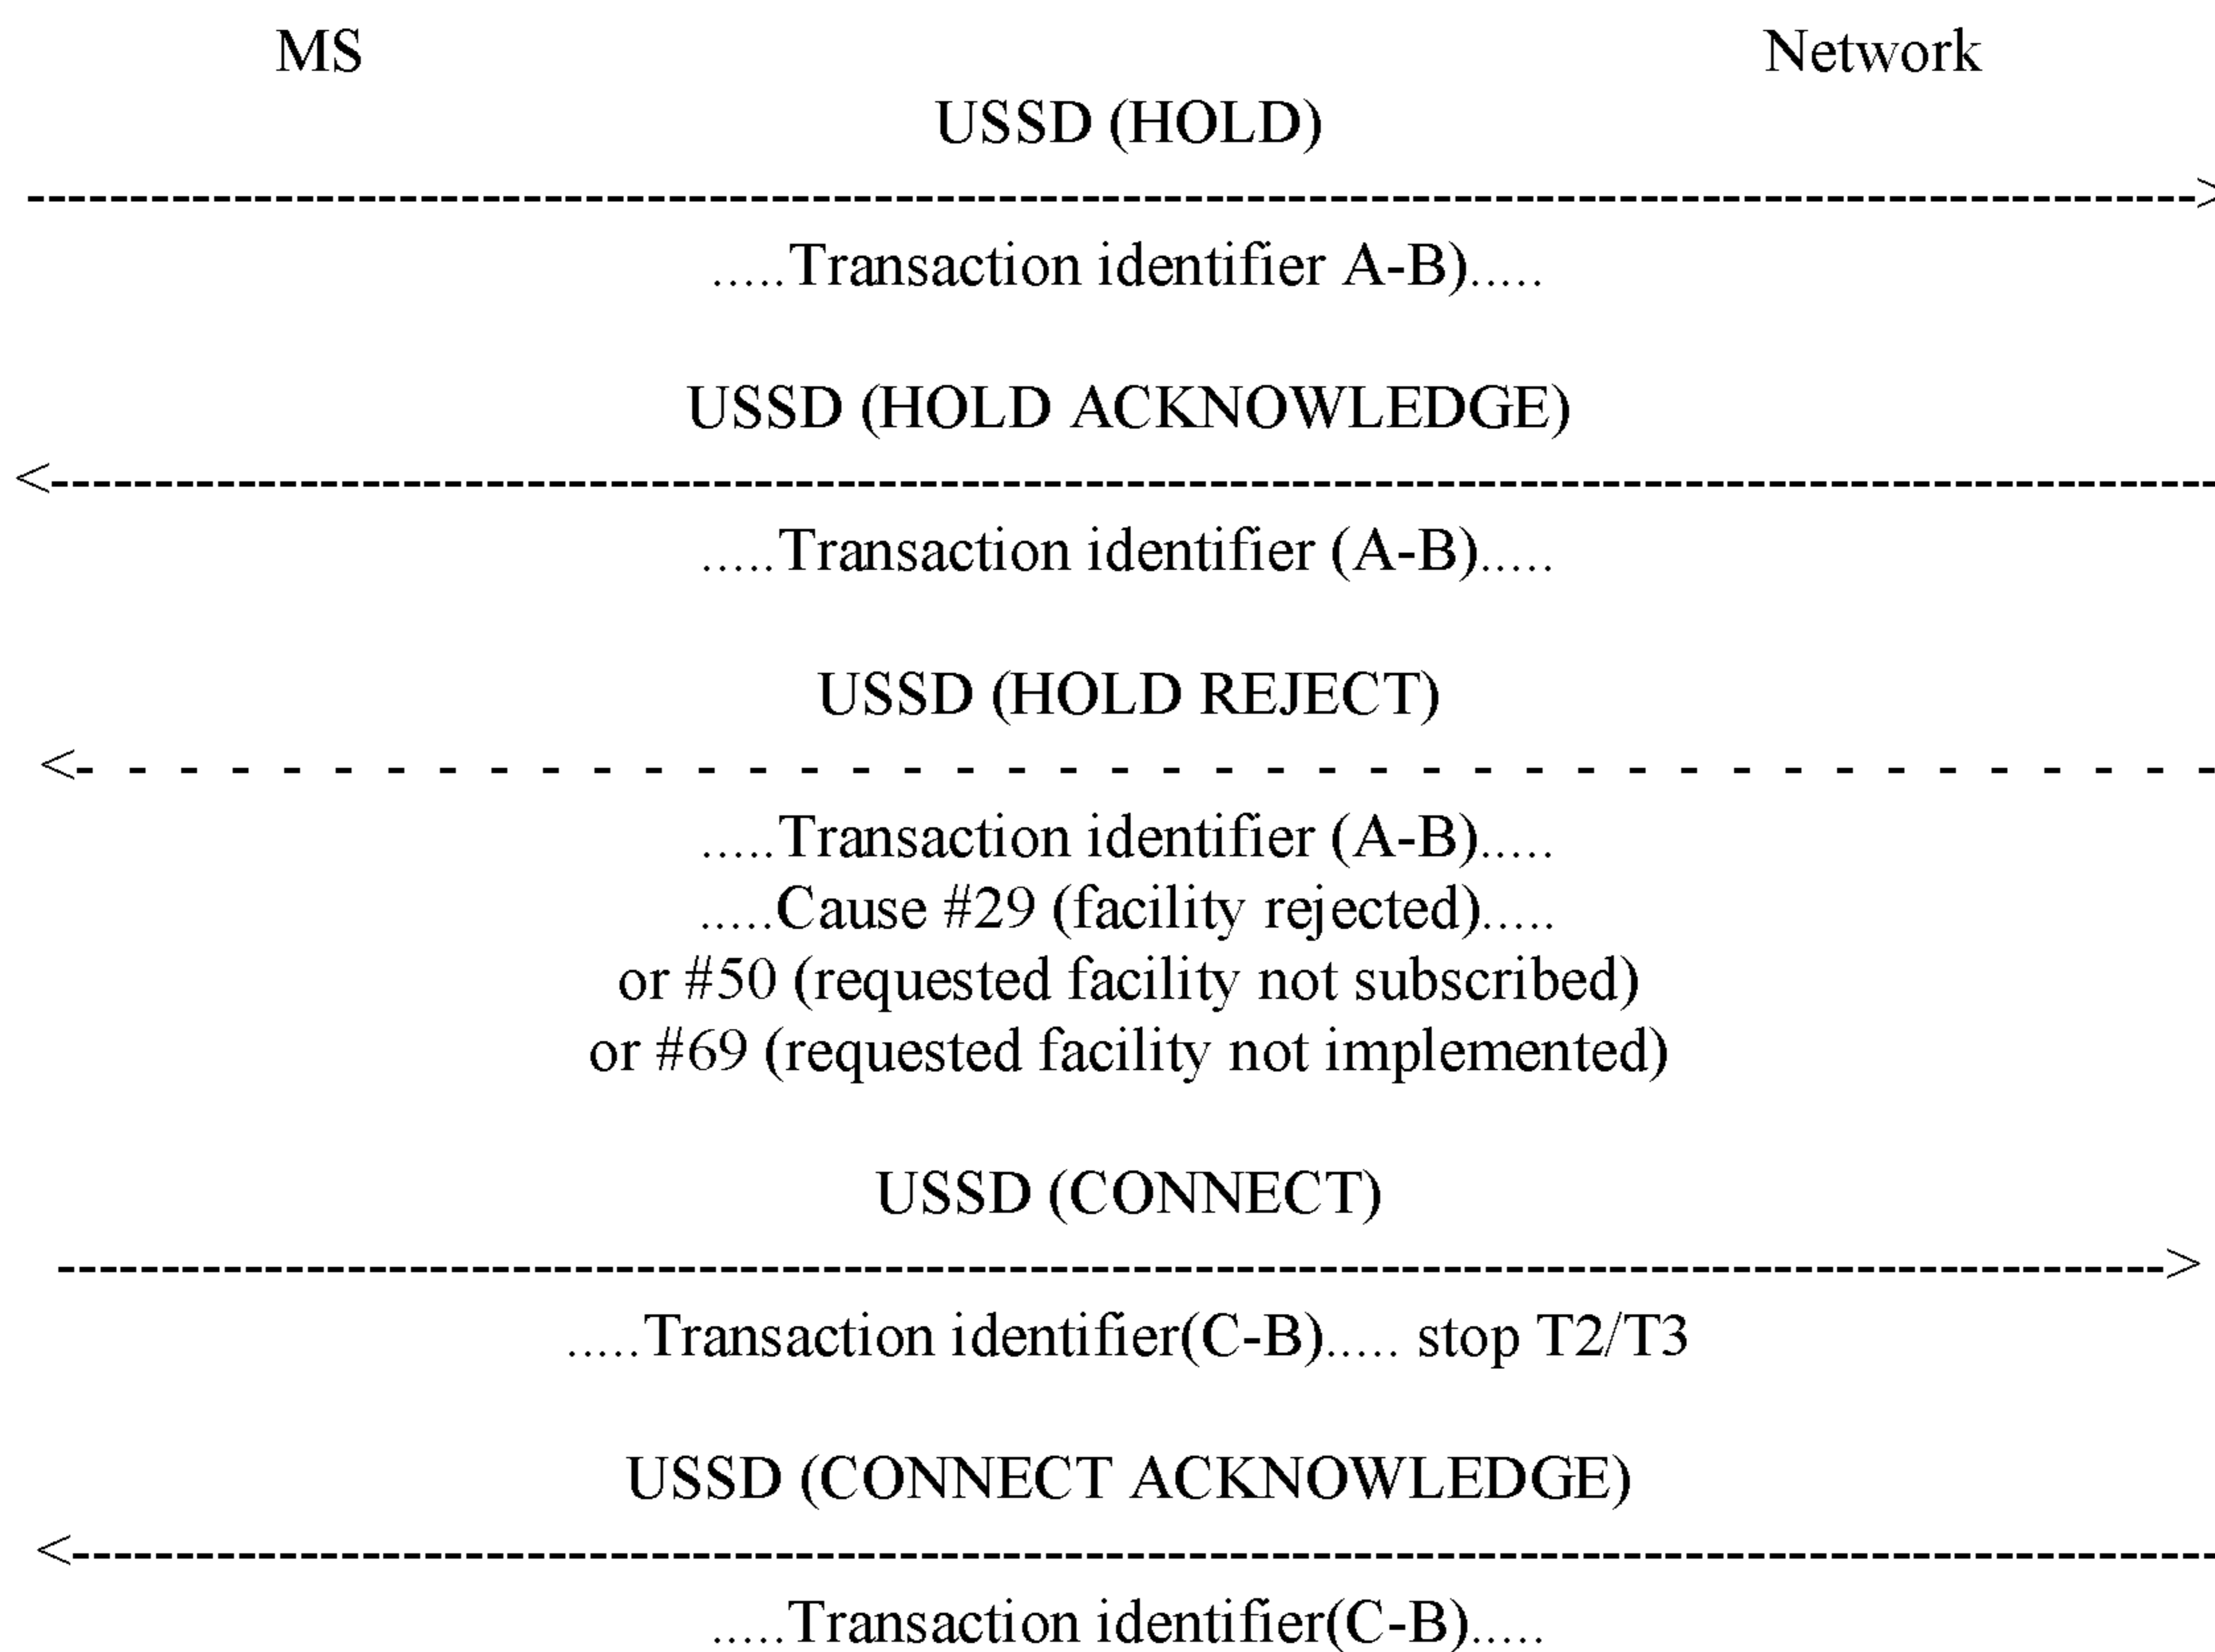 MS Network
USSD (HOLD)
------------------------------------------------------------------------------------------------------------>
.....Transaction identifier A-B).....
USSD (HOLD ACKNOWLEDGE)
<------------------------------------------------------------------------------------------------------------
.....Transaction identifier (A-B).....
USSD (HOLD REJECT)
<- - - - - - - - - - - - - - - - - - - - - - - - - - - - - - - - - - - - - - - - - -
.....Transaction identifier (A-B).....
.....Cause #29 (facility rejected).....
or #50 (requested facility not subscribed)
or #69 (requested facility not implemented)
USSD (CONNECT)
------------------------------------------------------------------------------------------------------>
.....Transaction identifier(C-B)..... stop T2/T3
USSD (CONNECT ACKNOWLEDGE)
<-----------------------------------------------------------------------------------------------------------
.....Transaction identifier(C-B).....